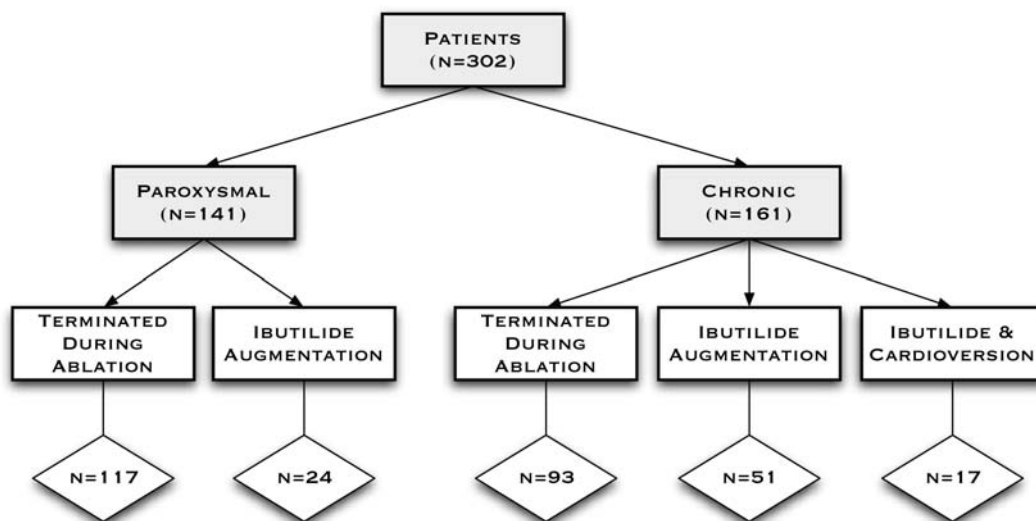 PATIENTS
(N=302)
PAROXYSMAL
(N=141)
CHRONIC
(N=161)
TERMINATED
DURING
ABLATION
IBUTILIDE
AUGMENTATION
TERMINATED
DURING
ABLATION
IBUTILIDE
AUGMENTATION
IBUTILIDE &
CARDIOVERSION
N=117
N=24
N=93
N=51
N=17